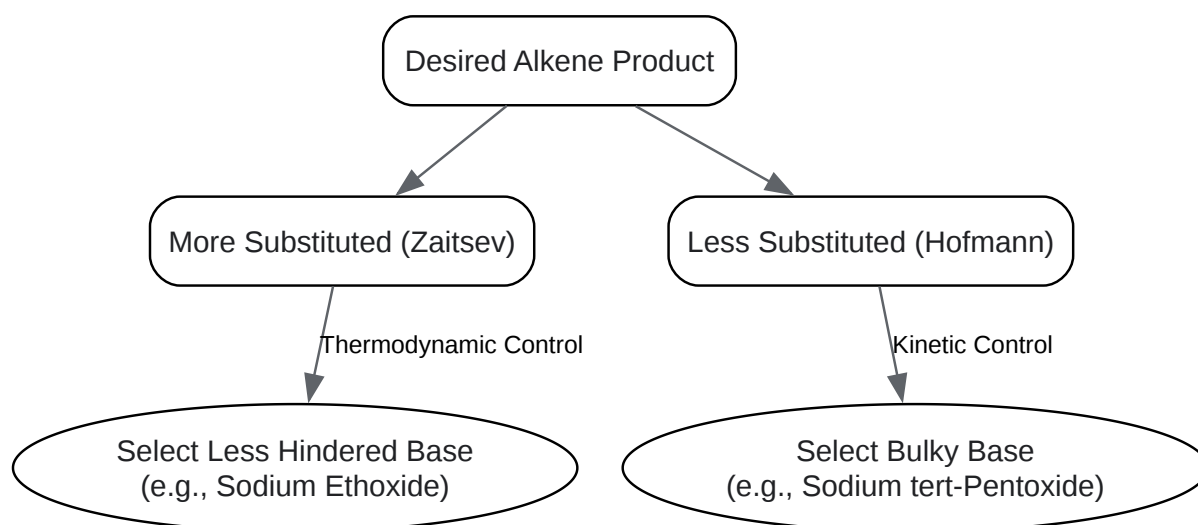 Desired Alkene Product
More Substituted (Zaitsev)
Less Substituted (Hofmann)
Thermodynamic Control
Kinetic Control
Select Less Hindered Base
(e.g., Sodium Ethoxide)
Select Bulky Base
(e.g., Sodium tert-Pentoxide)